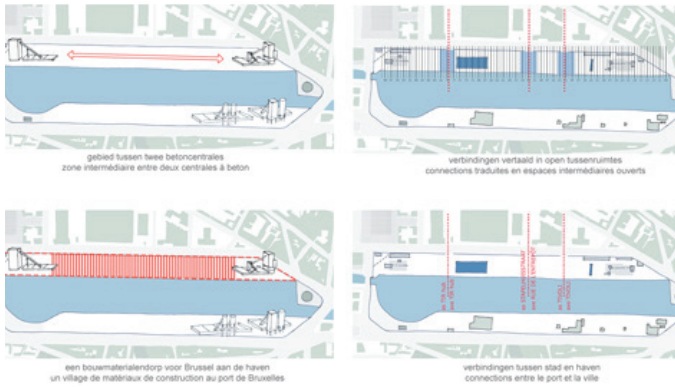 gebied tussen twee betoncentrales
zone intermédiaire entre deux centrales à beton
verbindingen vertaald in open tussenruimtes
connections traduites en espaces intermédiaires ouverts
een bouwmaterialendorp voor Brussel aan de haven
un village de matériaux de construction au port de Bruxelles
verbindingen tussen stad en haven
connections entre le port et la ville